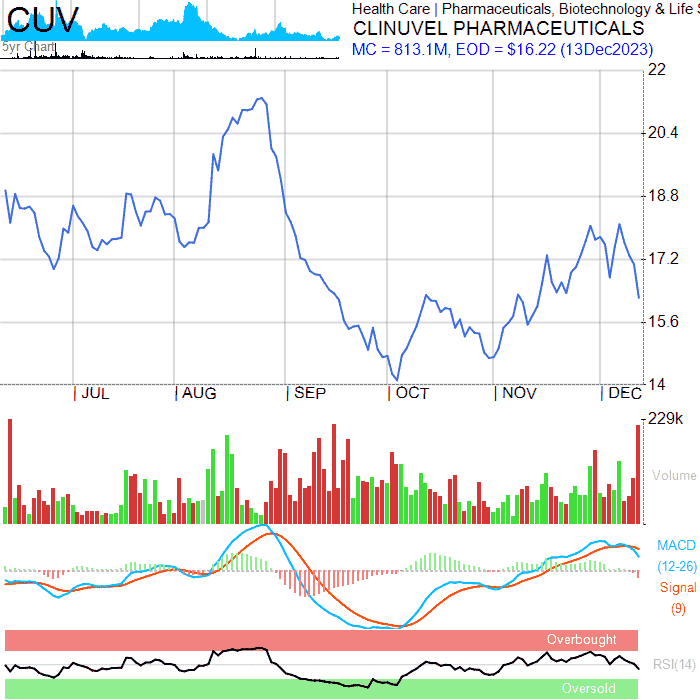 CUV
5yr Chart
Health Care | Pharmaceuticals, Biotechnology & Life S
CLINUVEL PHARMACEUTICALS
MC = 813.1M, EOD = $16.22 (13Dec2023)
22
20.4
18.8
17.2
15.6
14
JUL AUG SEP OCT NOV DEC
229k
Volume
MACD
(12-26)
Signal
(9)
Overbought
RSI(14)
Oversold